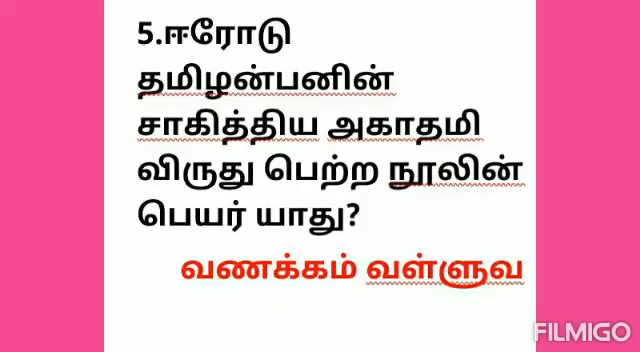 5.ஈரோடு
தமிழன்பனின்
சாகித்திய அகாதமி
விருது பெற்ற நூலின்
பெயர் யாது?
வணக்கம் வள்ளுவ
FILMIGO